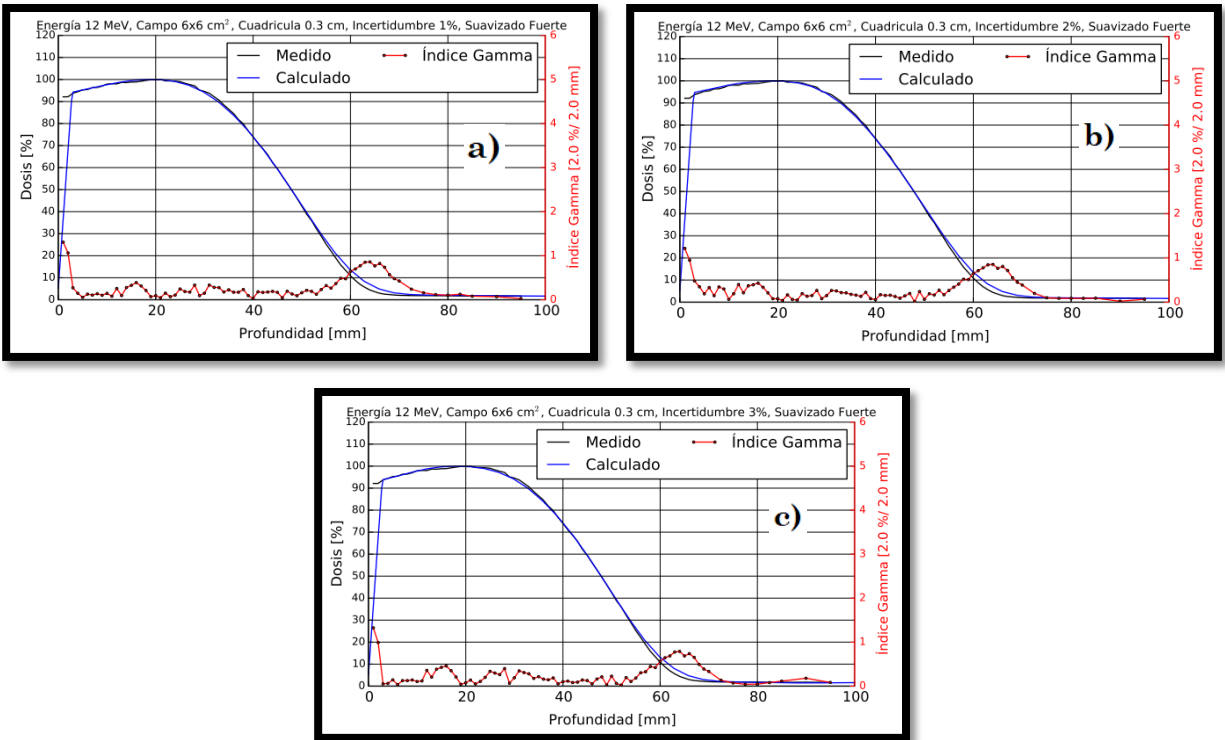 Energía 12 MeV, Campo 6x6 cm², Cuadricula 0.3 cm, Incertidumbre 1%, Suavizado Fuerte
Medido
Calculado
Índice Gamma
a)
Dosis [%]
120
110
100
90
80
70
60
50
40
30
20
10
0
0 20 40 60 80 100
Profundidad [mm]
6
5
4
3
2
1
0
Índice Gamma [2.0 %/ 2.0 mm]
Energía 12 MeV, Campo 6x6 cm², Cuadricula 0.3 cm, Incertidumbre 2%, Suavizado Fuerte
Medido
Calculado
Índice Gamma
b)
Dosis [%]
120
110
100
90
80
70
60
50
40
30
20
10
0
0 20 40 60 80 100
Profundidad [mm]
6
5
4
3
2
1
0
Índice Gamma [2.0 %/ 2.0 mm]
Energía 12 MeV, Campo 6x6 cm², Cuadricula 0.3 cm, Incertidumbre 3%, Suavizado Fuerte
Medido
Calculado
Índice Gamma
c)
Dosis [%]
120
110
100
90
80
70
60
50
40
30
20
10
0
0 20 40 60 80 100
Profundidad [mm]
6
5
4
3
2
1
0
Índice Gamma [2.0 %/ 2.0 mm]